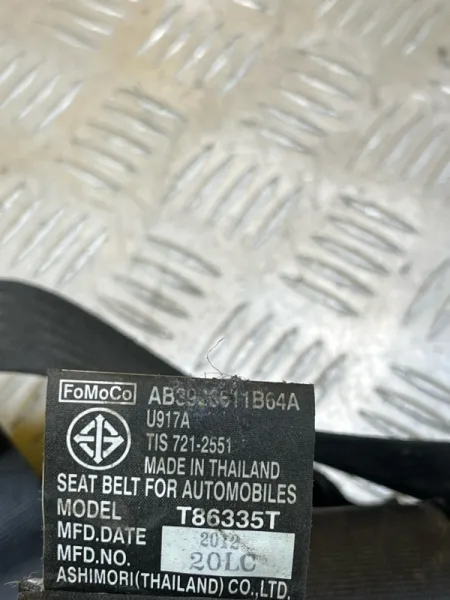 FoMoCo
U917A
TIS 721-2551
MADE IN THAILAND
SEAT BELT FOR AUTOMOBILES
MODEL T86335T
MFD.DATE 2012
MFD.NO. 20LC
ASHIMORI(THAILAND) CO.,LTD.